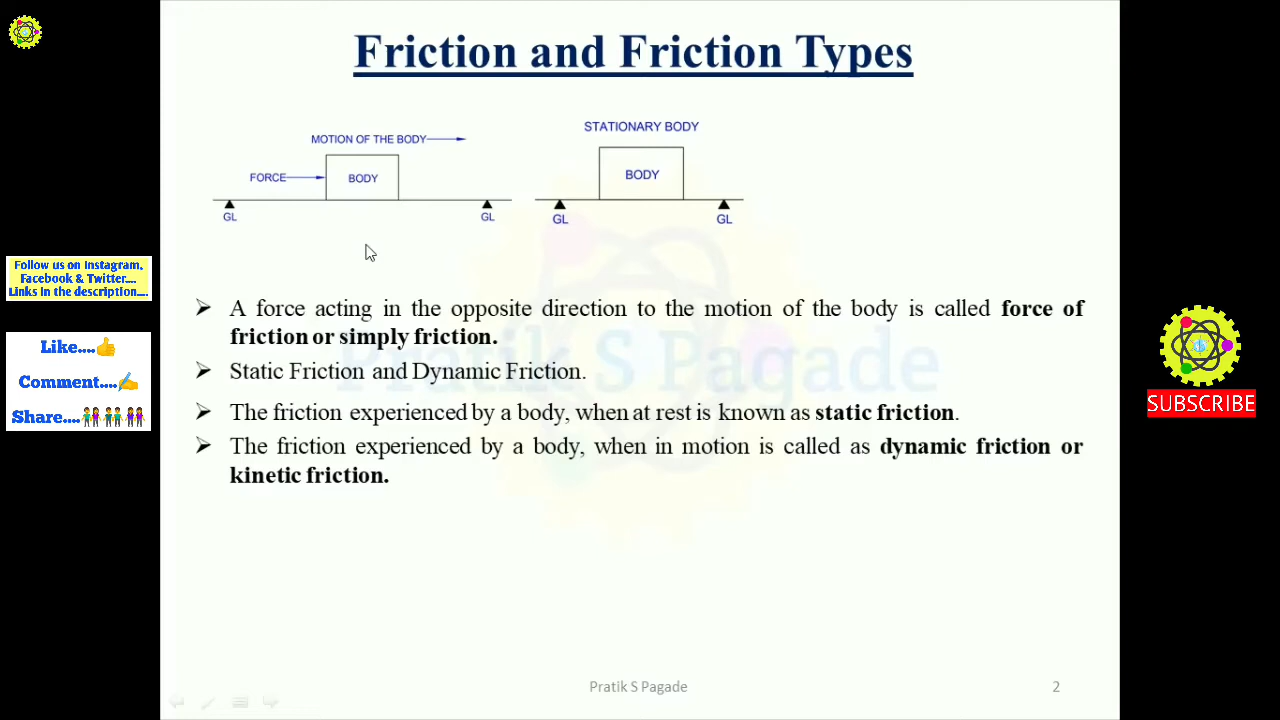 Friction and Friction Types
MOTION OF THE BODY
FORCE
BODY
GL
GL
STATIONARY BODY
BODY
GL
GL
Follow us on Instagram,
Facebook & Twitter....
Links in the description....
Like....👍
Comment....✍
Share....
A force acting in the opposite direction to the motion of the body is called force of
friction or simply friction.
Static Friction and Dynamic Friction.
The friction experienced by a body, when at rest is known as static friction.
The friction experienced by a body, when in motion is called as dynamic friction or
kinetic friction.
Pratik S Pagade
SUBSCRIBE
Pratik S Pagade
2